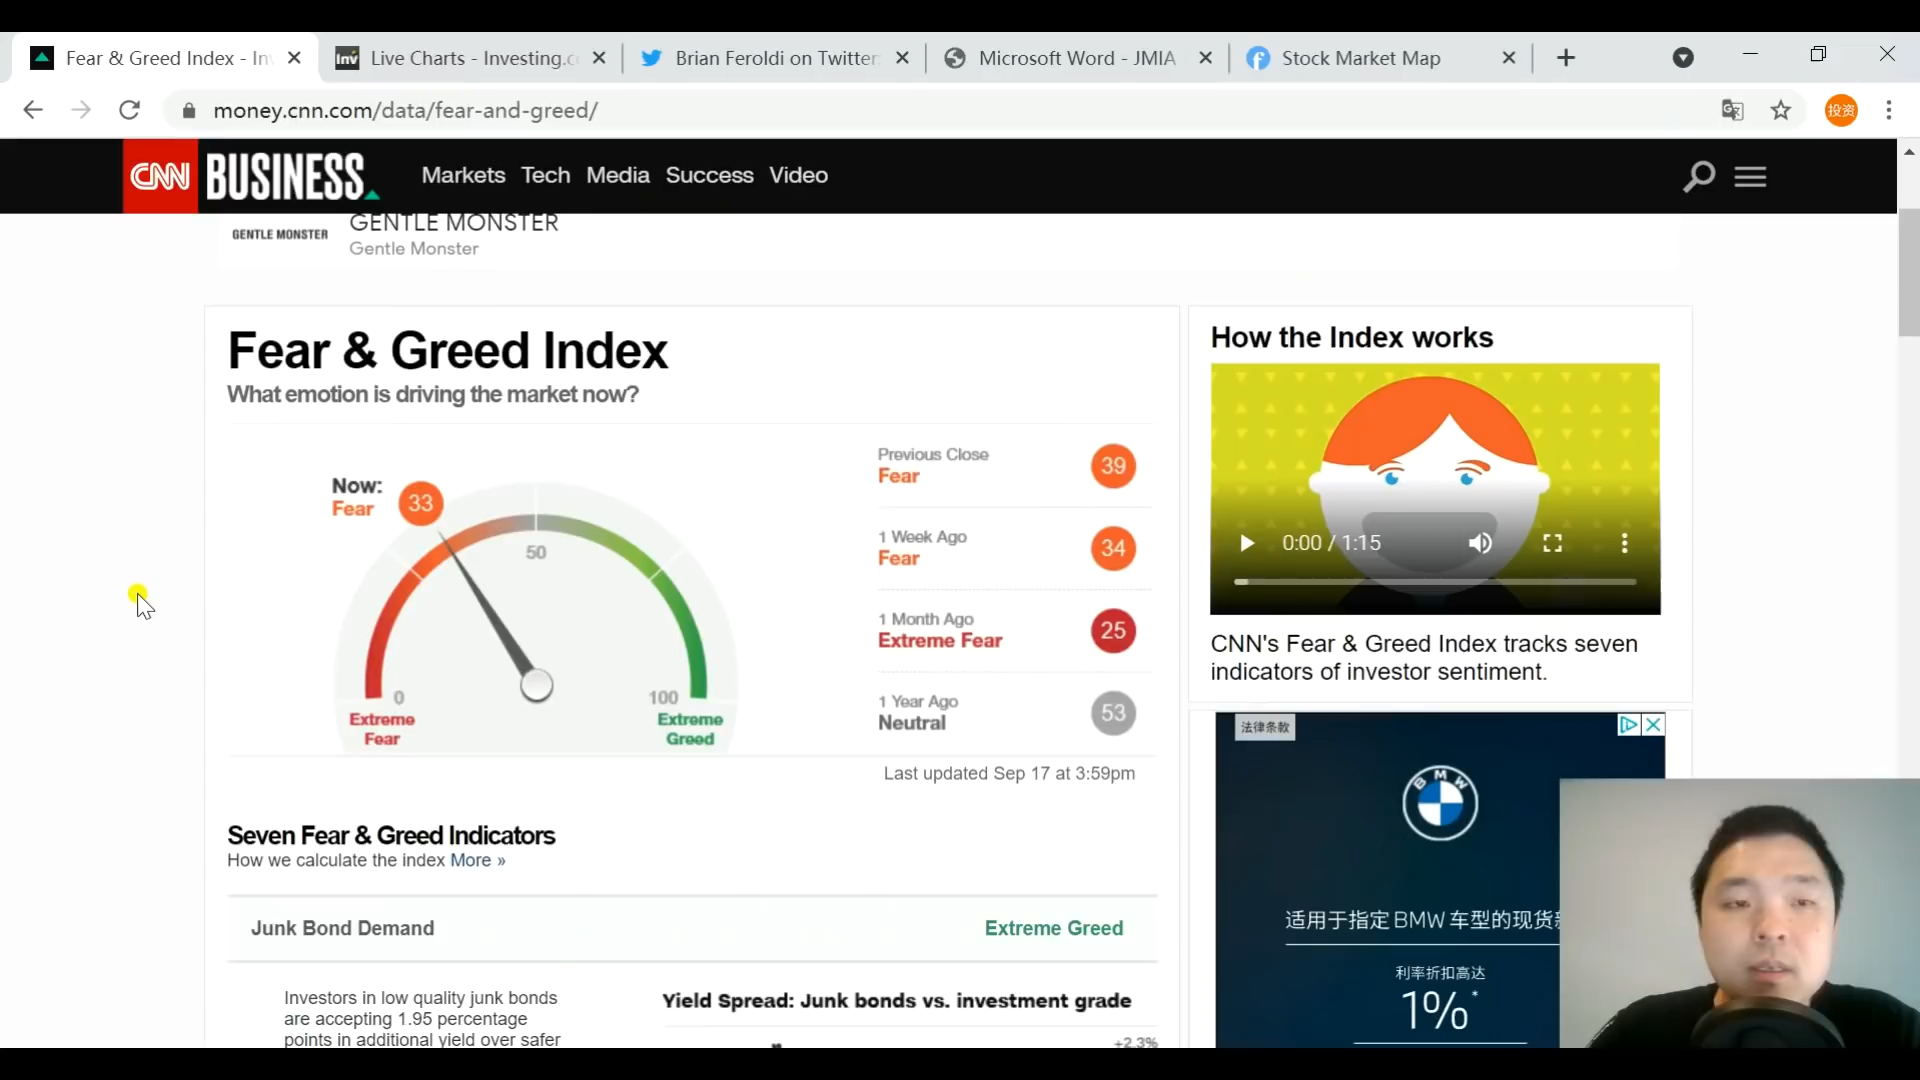 Fear & Greed Index - In
Live Charts - Investing.c
Brian Feroldi on Twitter:
Microsoft Word - JMIA
Stock Market Map
money.cnn.com/data/fear-and-greed/
投资
CNN BUSINESS
Markets Tech Media Success Video
GENTLE MONSTER
GENTLE MONSTER
Gentle Monster
Fear & Greed Index
What emotion is driving the market now?
Now:
Fear
33
50
0
100
Extreme
Fear
Extreme
Greed
Previous Close
Fear
39
1 Week Ago
Fear
34
1 Month Ago
Extreme Fear
25
1 Year Ago
Neutral
53
Last updated Sep 17 at 3:59pm
Seven Fear & Greed Indicators
How we calculate the index More »
Junk Bond Demand
Extreme Greed
Investors in low quality junk bonds
are accepting 1.95 percentage
points in additional yield over safer
Yield Spread: Junk bonds vs. investment grade
+2.3%
How the Index works
0:00 / 1:15
CNN's Fear & Greed Index tracks seven
indicators of investor sentiment.
法律条款
BMW
适用于指定BMW车型的现货
利率折扣高达
1%*